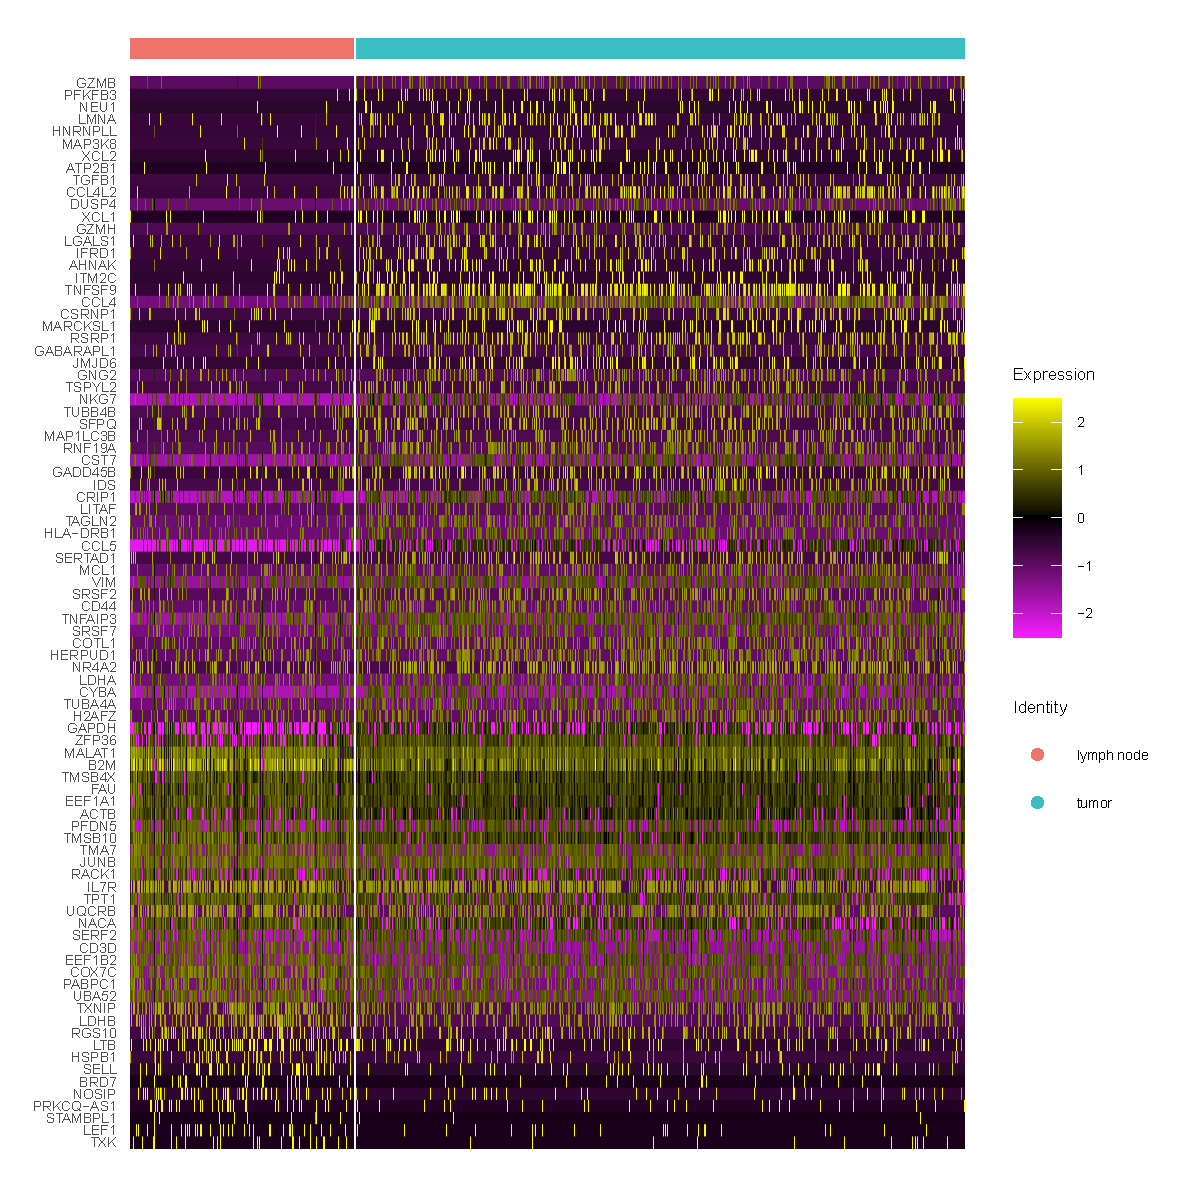 GZMB
PFKFB3
NEU1
LMNA
HNRNPLL
MAP3K8
XCL2
ATP2B1
TGFB1
CCL4L2
DUSP4
XCL1
GZMH
LGALS1
IFRD1
AHNAK
ITM2C
TNFSF9
CCL4
CSRNP1
MARCKSL1
RSRP1
GABARAPL1
JMJD6
GNG2
TSPYL2
NKG7
TUBB4B
SFPQ
MAP1LC3B
RNF19A
CST7
GADD45B
IDS
CRIP1
LITAF
TAGLN2
HLA-DRB1
CCL5
SERTAD1
MCL1
VIM
SRSF2
CD44
TNFAIP3
SRSF7
COTL1
HERPUD1
NR4A2
LDHA
CYBA
TUBA4A
H2AFZ
GAPDH
ZFP36
MALAT1
B2M
TMSB4X
FAU
EEF1A1
ACTB
PFDN5
TMSB10
TMA7
JUNB
RACK1
IL7R
TPT1
UQCRB
NACA
SERF2
CD3D
EEF1B2
COX7C
PABPC1
UBA52
TXNIP
LDHB
RGS10
LTB
HSPB1
SELL
BRD7
NOSIP
PRKCQ-AS1
STAMBPL1
LEF1
TXK
Expression
2
1
0
-1
-2
Identity
lymph node
tumor